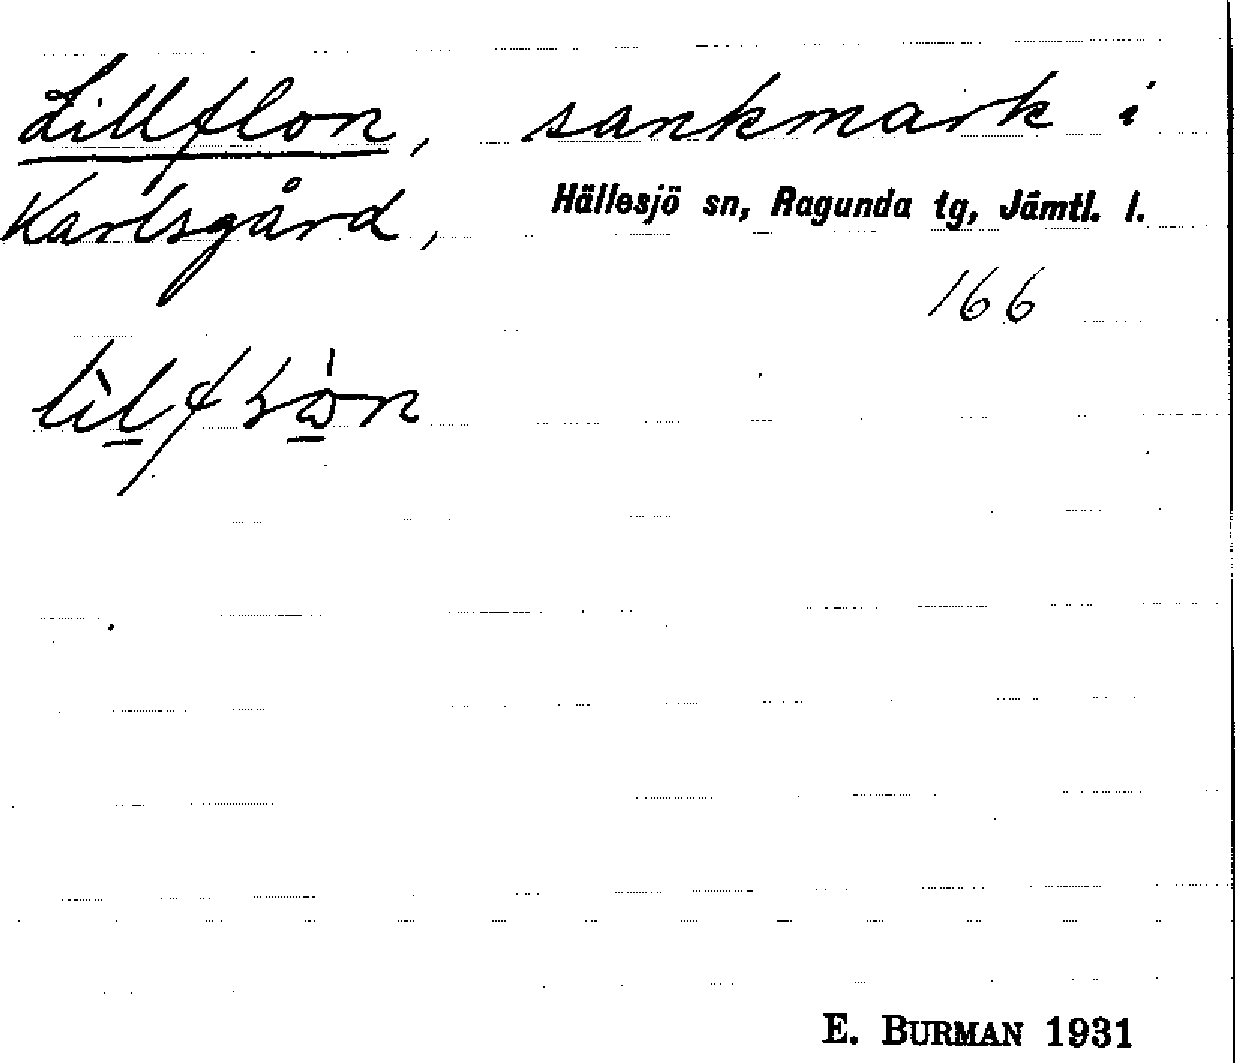 Lillflon, sankmark i
Karlsgård, Hällesjö sn, Ragunda tg, Jämtl. l.
166
E. BURMAN 1931